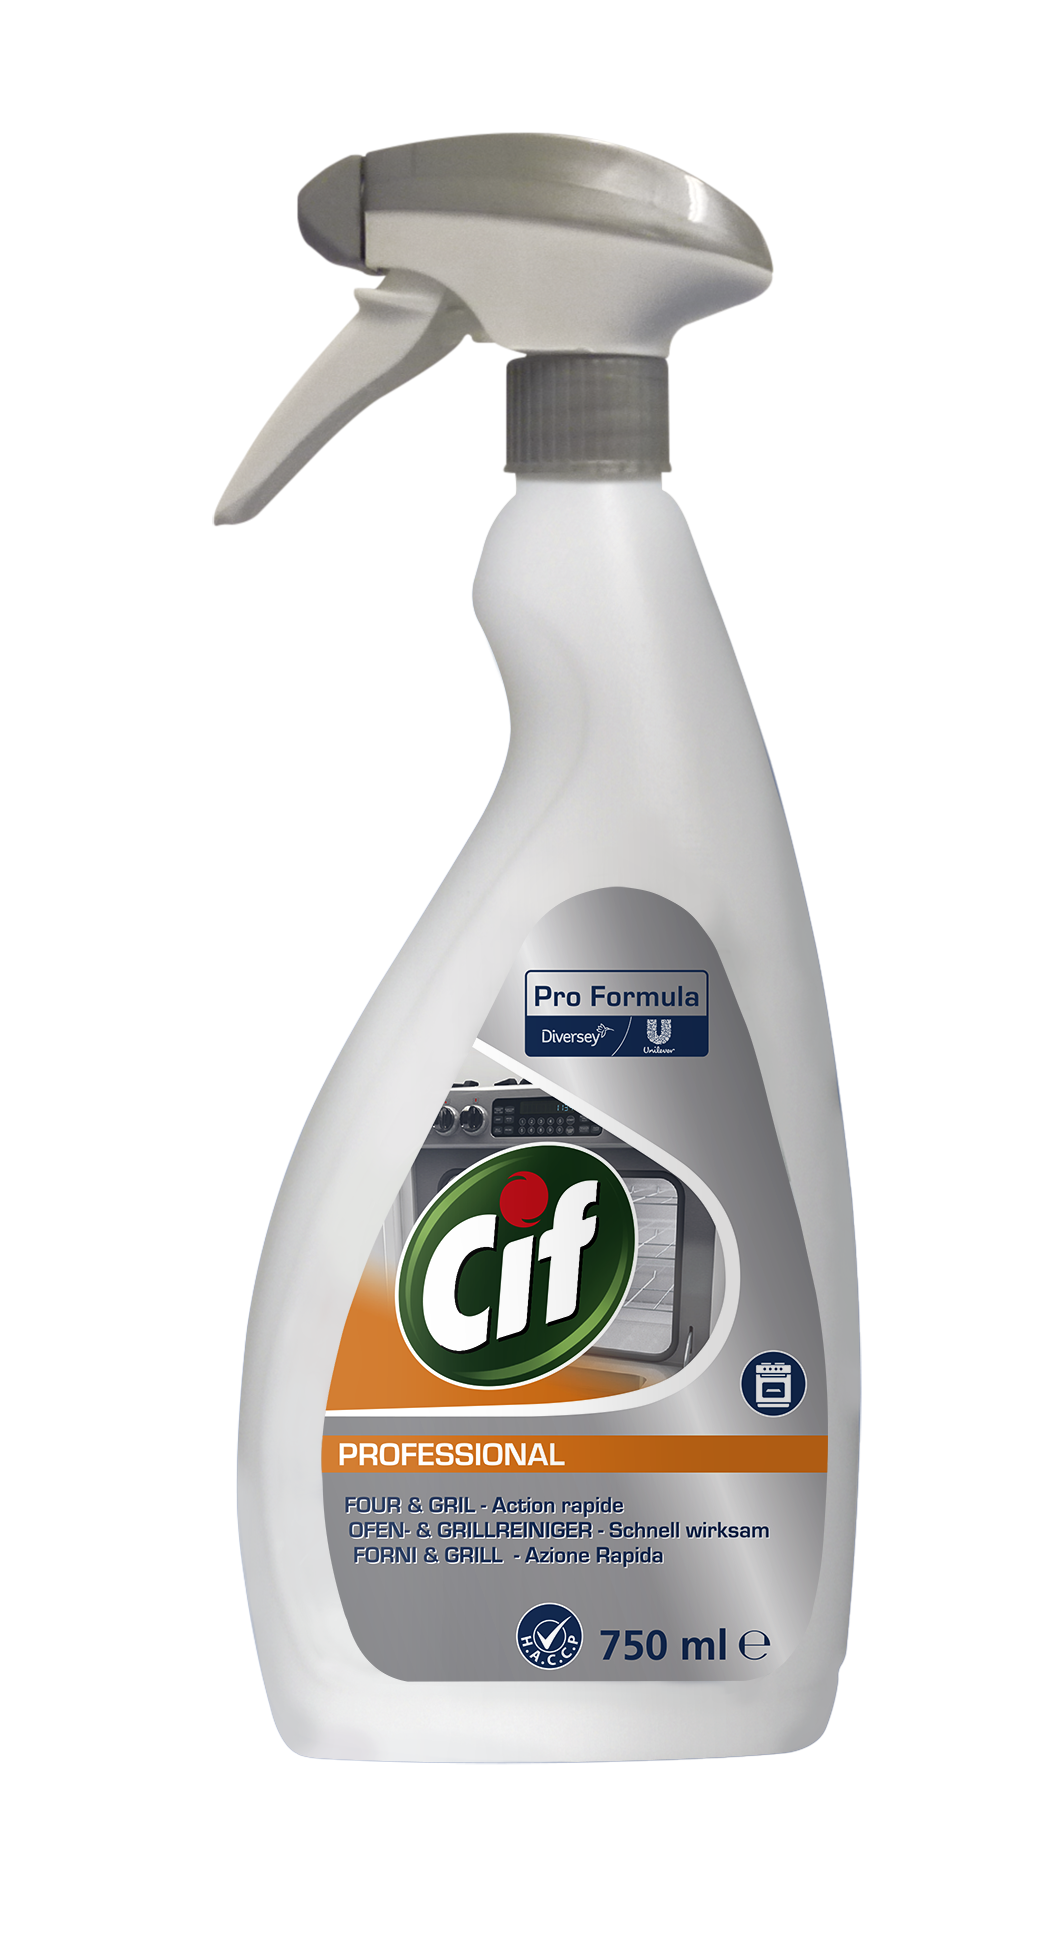 Pro Formula
Diversey
Unilever
Cif
PROFESSIONAL
FOUR & GRIL - Action rapide
OFEN- & GRILLREINIGER - Schnell wirksam
FORNI & GRILL - Azione Rapida
H.A.C.C.P
750 ml ℮